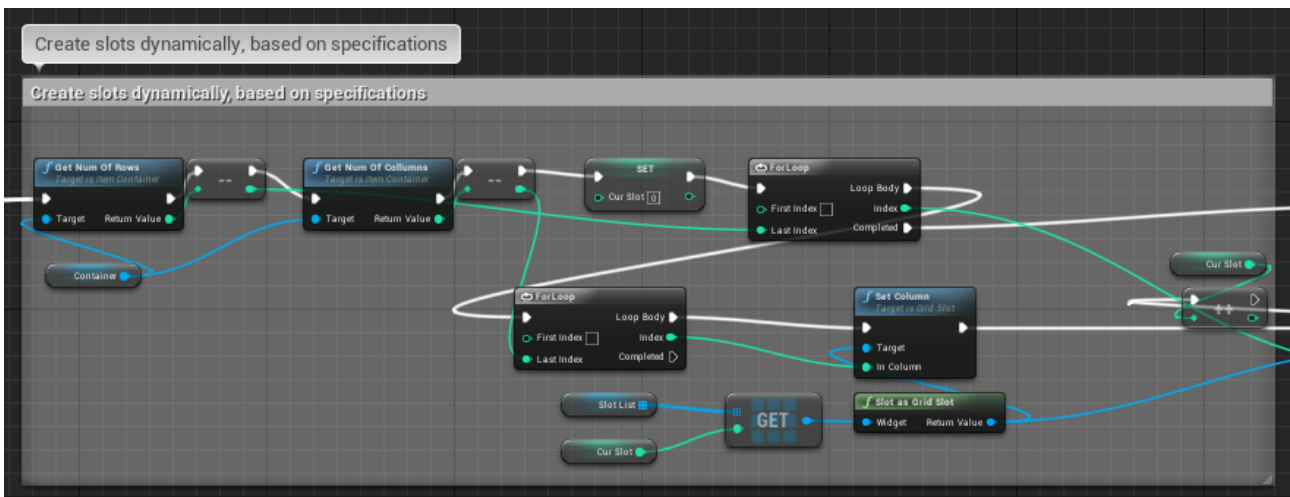 Create slots dynamically, based on specifications
Create slots dynamically, based on specifications
f Get Num Of Rows
Target is Item Container
Target Return Value
--
f Get Num Of Collumns
Target is Item Container
Target Return Value
--
SET
Cur Slot 0
ForLoop
Loop Body
First Index Index
Last Index Completed
Container
Cur Slot
++
ForLoop
Loop Body
First Index Index
Last Index Completed
f Set Column
Target is Grid Slot
Target
In Column
Slot List
GET
Cur Slot
f Slot as Grid Slot
Widget Return Value